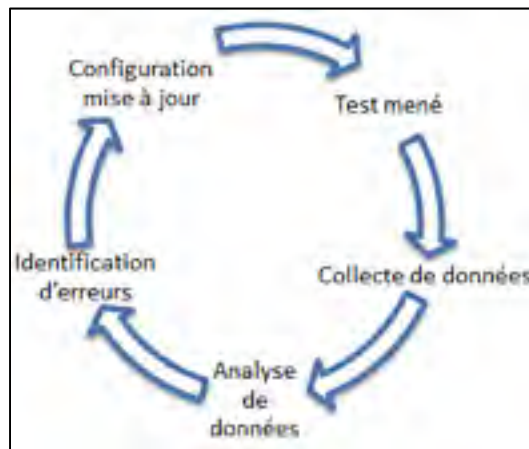 Configuration
mise à jour
Test mené
Collecte de données
Analyse
de
données
Identification
d'erreurs